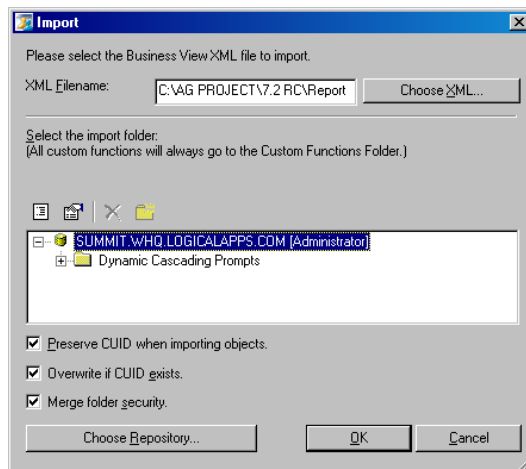 Import
Please select the Business View XML file to import.
XML Filename:
C:\AG PROJECT\7.2 RC\Report
Choose XML...
Select the import folder:
(All custom functions will always go to the Custom Functions Folder.)
SUMMIT.WHQ.LOGICALAPPS.COM [Administrator]
Dynamic Cascading Prompts
Preserve CUID when importing objects.
Overwrite if CUID exists.
Merge folder security.
Choose Repository...
OK
Cancel